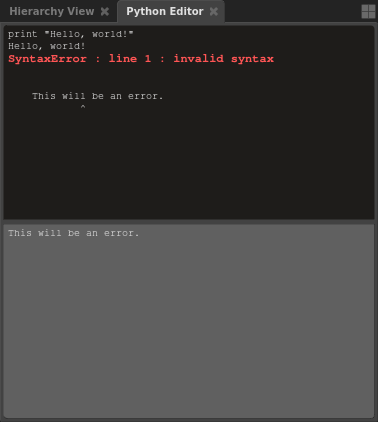 Hierarchy View Python Editor
print "Hello, world!"
Hello, world!
SyntaxError : line 1 : invalid syntax
This will be an error.
^
This will be an error.